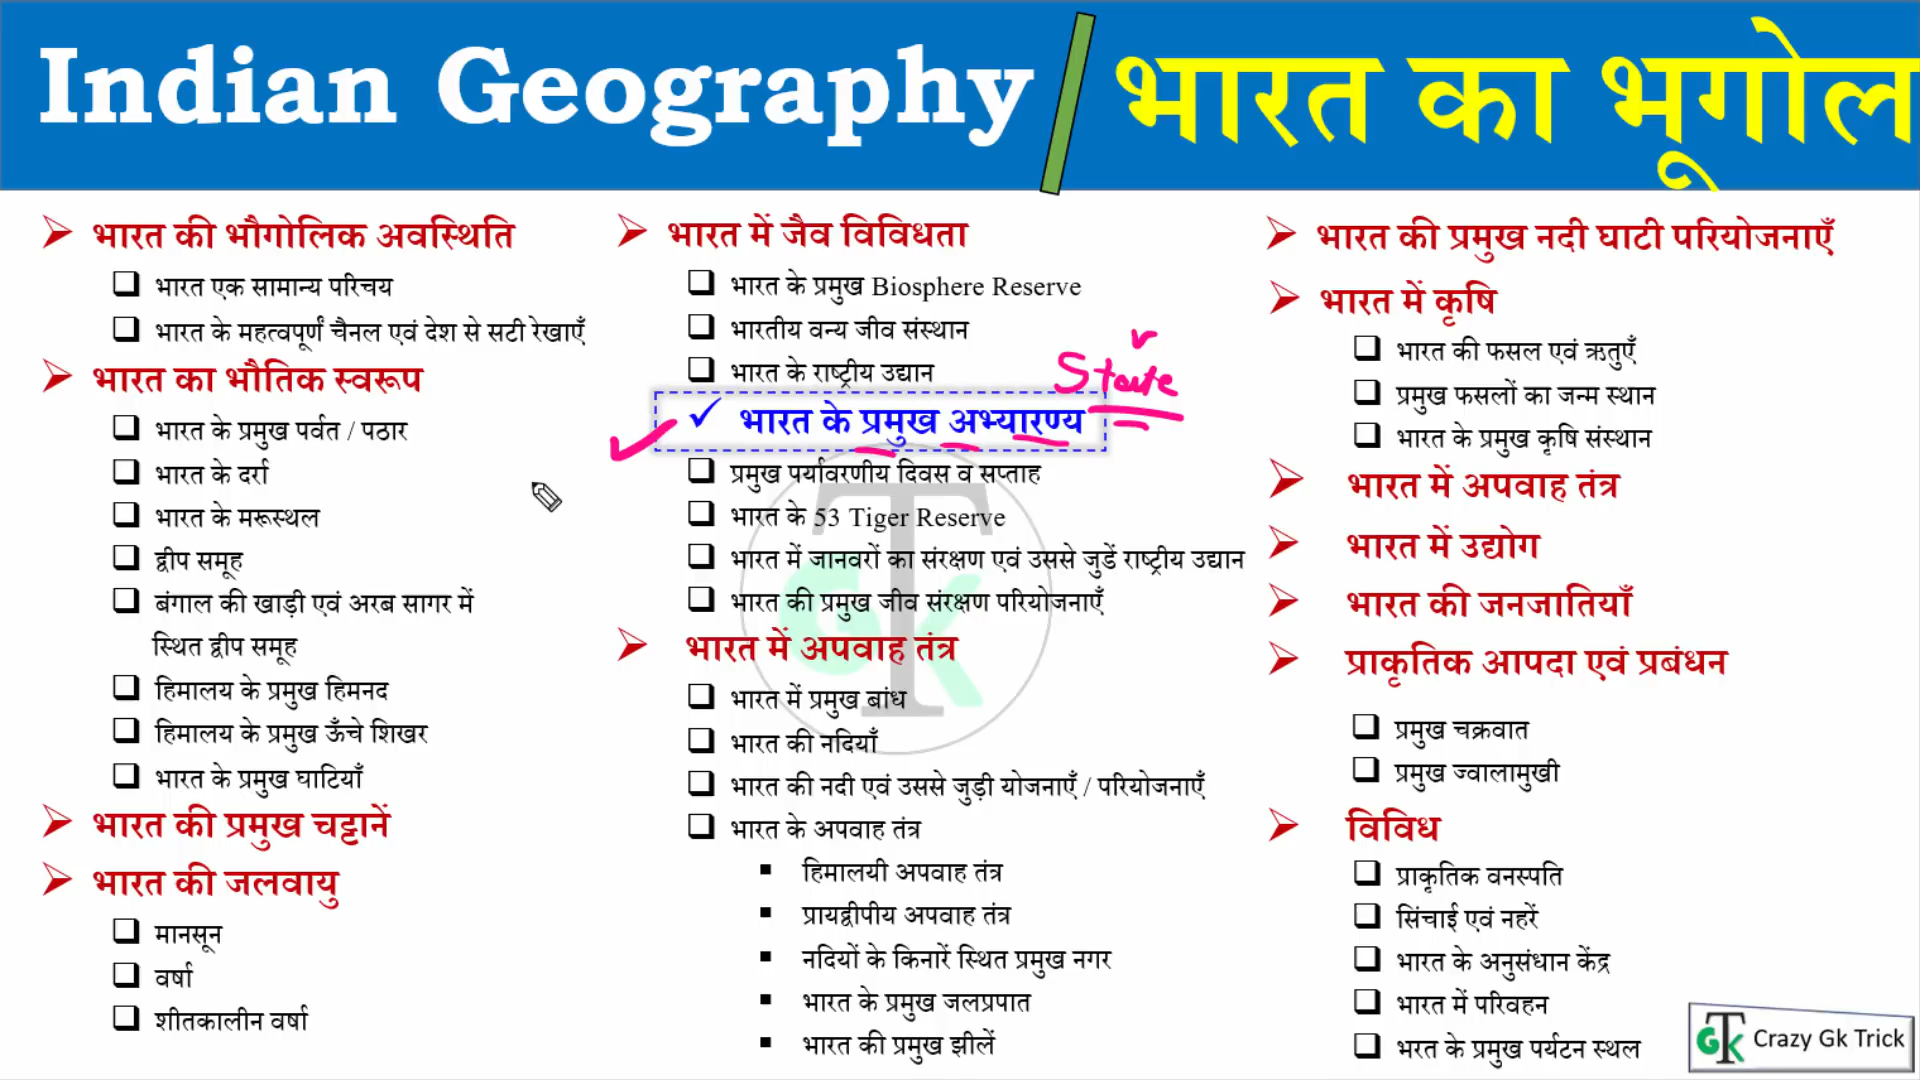 Indian Geography / भारत का भूगोल
भारत की भौगोलिक अवस्थिति
भारत एक सामान्य परिचय
भारत के महत्वपूर्णं चैनल एवं देश से सटी रेखाएँ
भारत का भौतिक स्वरूप
भारत के प्रमुख पर्वत / पठार
भारत के दर्रा
भारत के मरूस्थल
द्वीप समूह
बंगाल की खाड़ी एवं अरब सागर में
स्थित द्वीप समूह
हिमालय के प्रमुख हिमनद
हिमालय के प्रमुख ऊँचे शिखर
भारत के प्रमुख घाटियाँ
भारत की प्रमुख चट्टानें
भारत की जलवायु
मानसून
वर्षा
शीतकालीन वर्षा
भारत में जैव विविधता
भारत के प्रमुख Biosphere Reserve
भारतीय वन्य जीव संस्थान
भारत के राष्ट्रीय उद्यान
State
भारत के प्रमुख अभ्यारण्य
प्रमुख पर्यावरणीय दिवस व सप्ताह
भारत के 53 Tiger Reserve
भारत में जानवरों का संरक्षण एवं उससे जुडें राष्ट्रीय उद्यान
भारत की प्रमुख जीव संरक्षण परियोजनाएँ
भारत में अपवाह तंत्र
भारत में प्रमुख बांध
भारत की नदियाँ
भारत की नदी एवं उससे जुड़ी योजनाएँ / परियोजनाएँ
भारत के अपवाह तंत्र
हिमालयी अपवाह तंत्र
प्रायद्वीपीय अपवाह तंत्र
नदियों के किनारें स्थित प्रमुख नगर
भारत के प्रमुख जलप्रपात
भारत की प्रमुख झीलें
भारत की प्रमुख नदी घाटी परियोजनाएँ
भारत में कृषि
भारत की फसल एवं ऋतुएँ
प्रमुख फसलों का जन्म स्थान
भारत के प्रमुख कृषि संस्थान
भारत में अपवाह तंत्र
भारत में उद्योग
भारत की जनजातियाँ
प्राकृतिक आपदा एवं प्रबंधन
प्रमुख चक्रवात
प्रमुख ज्वालामुखी
विविध
प्राकृतिक वनस्पति
सिंचाई एवं नहरें
भारत के अनुसंधान केंद्र
भारत में परिवहन
भरत के प्रमुख पर्यटन स्थल
GTK Crazy Gk Trick